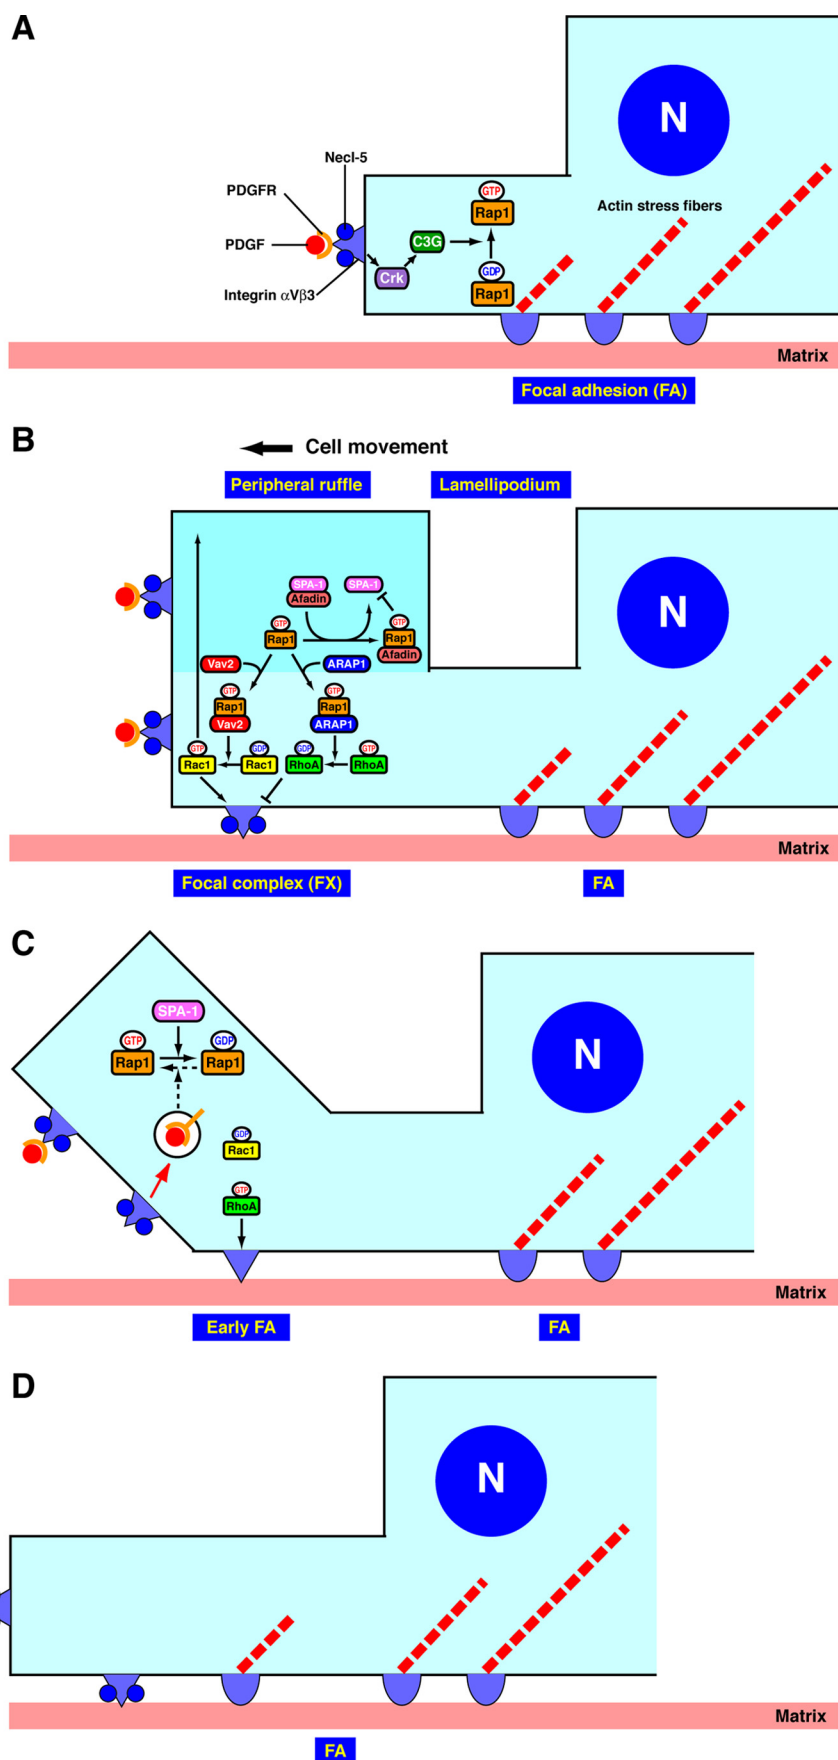 A
N
Necl-5
PDGFR
GTP
Rap1
Actin stress fibers
PDGF
C3G
Crk
GDP
Rap1
Integrin αVβ3
Matrix
Focal adhesion (FA)
B
Cell movement
Peripheral ruffle
Lamellipodium
SPA-1
Afadin
SPA-1
N
GTP
Rap1
GTP
Rap1
Afadin
Vav2
ARAP1
GTP
Rap1
Vav2
GTP
Rap1
ARAP1
GTP
Rac1
GDP
Rac1
GDP
RhoA
GTP
RhoA
Matrix
Focal complex (FX)
FA
C
SPA-1
GTP
Rap1
GDP
Rap1
N
GDP
Rac1
GTP
RhoA
Matrix
Early FA
FA
D
N
Matrix
FA